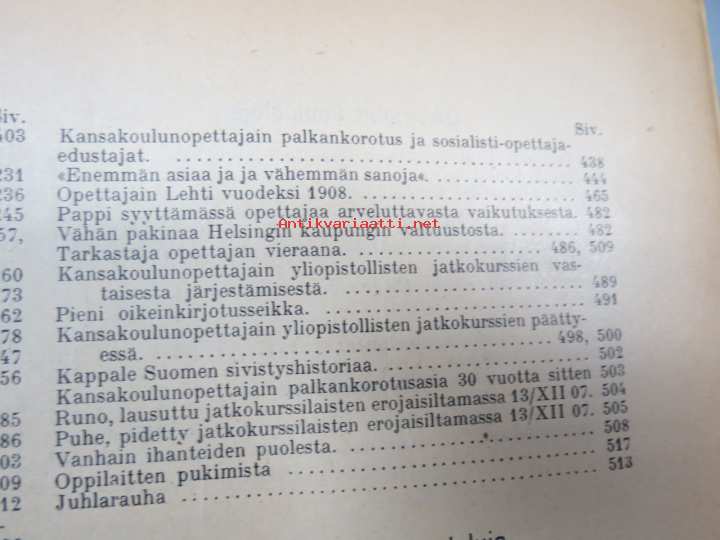 Siv.
Siv.
403 Kansakoulunopettajain palkankorotus ja sosialisti-opettaja-
edustajat. 438
231 «Enemmän asiaa ja ja vähemmän sanoja«. 444
236 Opettajain Lehti vuodeksi 1908. 465
245 Pappi syyttämässä opettajaa arveluttavasta vaikutuksesta. 482
57, Vähän pakinaa Helsingin kaupungin valtuustosta. 482
Antikvariaatti.net
Tarkastaja opettajan vieraana. 486, 509
60 Kansakoulunopettajain yliopistollisten jatkokurssien vas-
73 taisesta järjestämisestä. 489
62 Pieni oikeinkirjotusseikka. 491
78 Kansakoulunopettajain yliopistollisten jatkokurssien päätty-
47 essä. 498, 500
56 Kappale Suomen sivistyshistoriaa. 502
Kansakoulunopettajain palkankorotusasia 30 vuotta sitten 503
85 Runo, lausuttu jatkokurssilaisten erojaisiltamassa 13/XII 07. 504
86 Puhe, pidetty jatkokurssilaisten erojaisiltamassa 13/XII 07. 505
03 Vanhain ihanteiden puolesta. 508
09 Oppilaitten pukimista 517
12 Juhlarauha 513